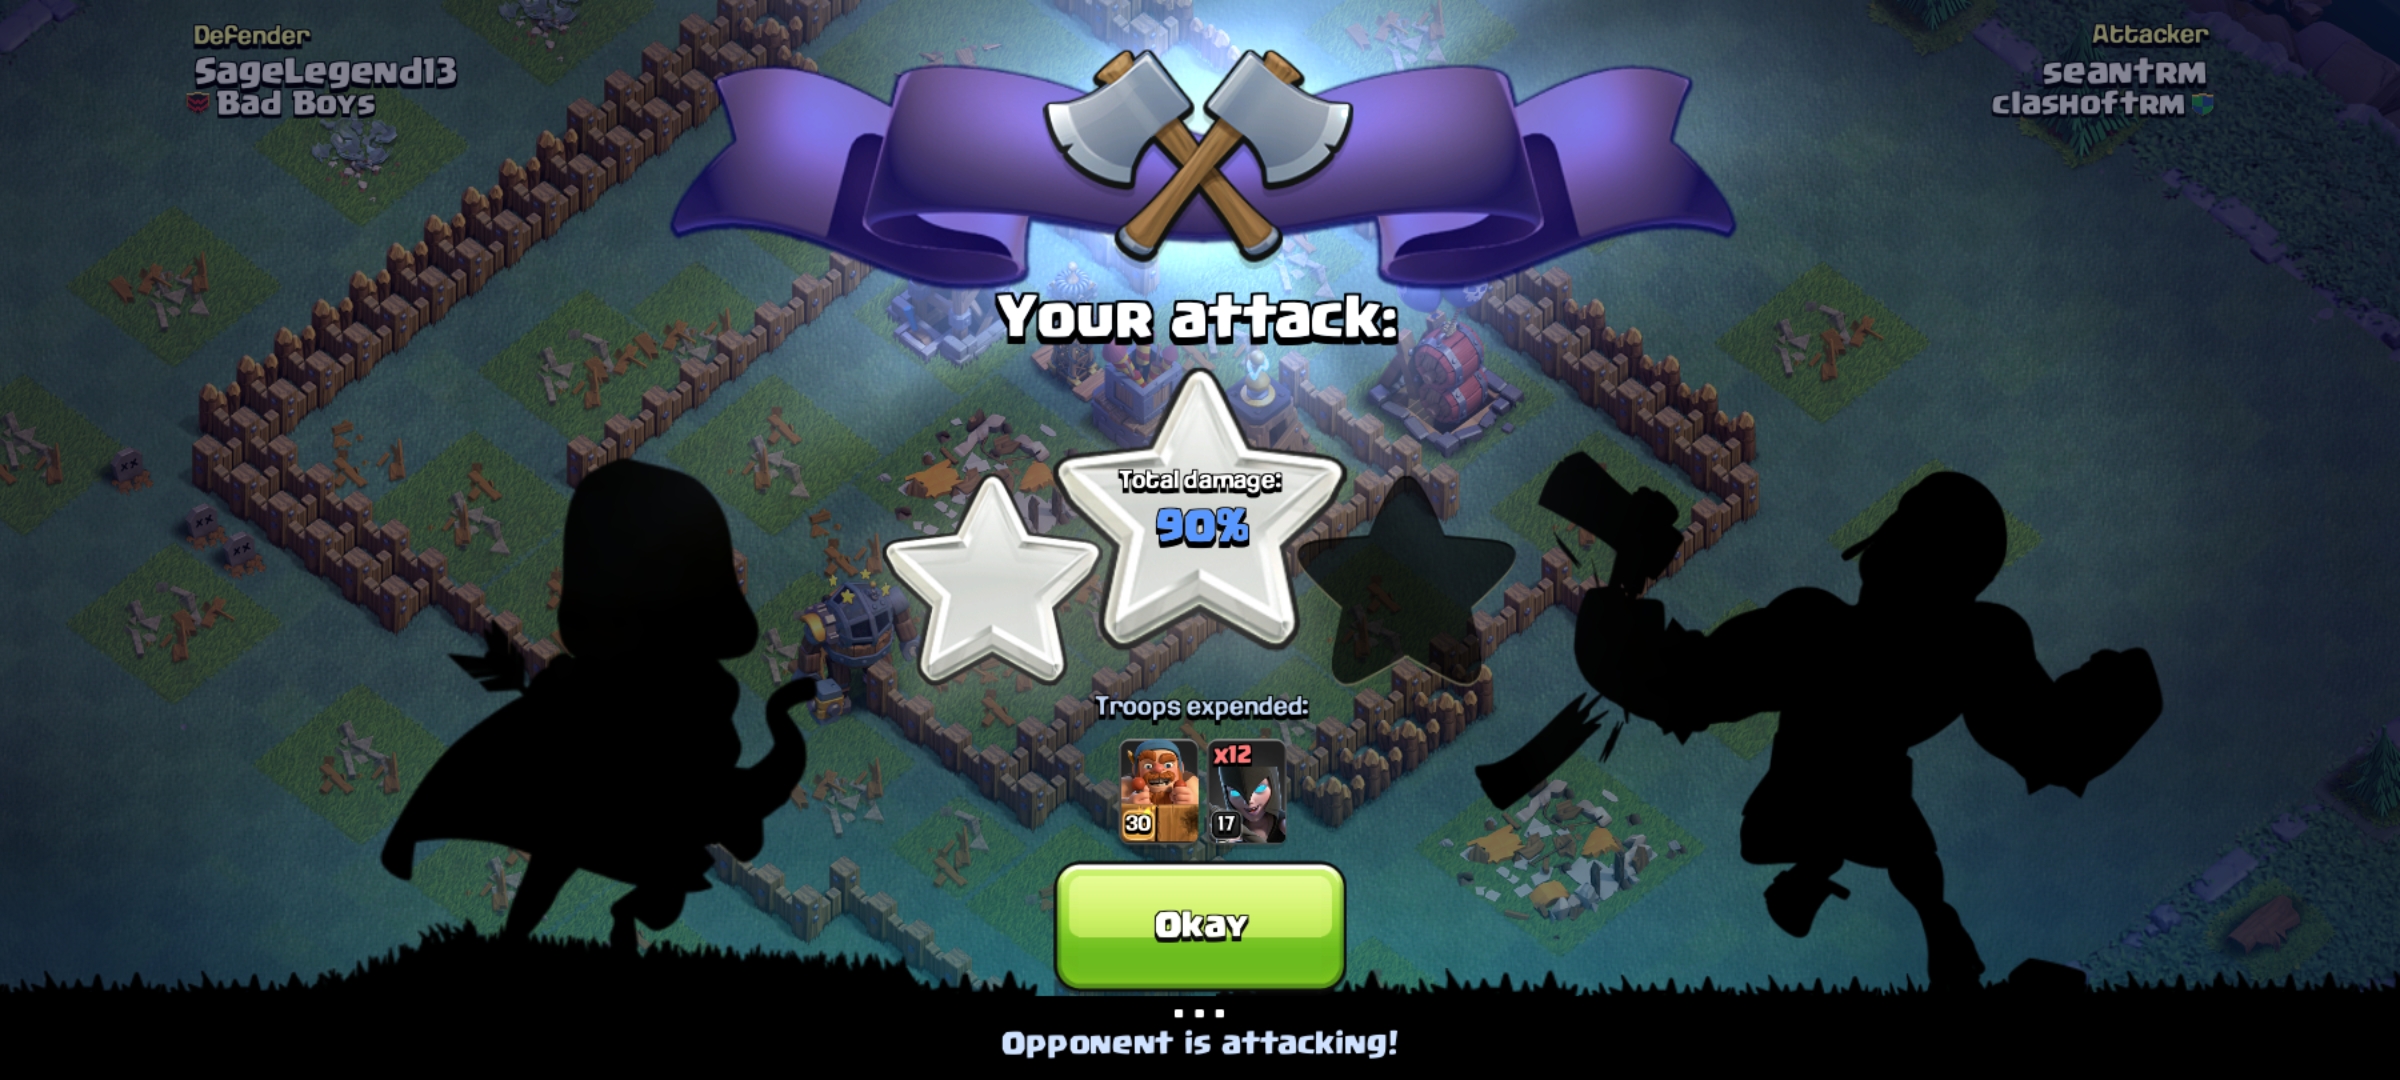 Defender
SageLegend13
Bad Boys
Attacker
seantrm
clashoftrm
Your attack:
Total damage:
90%
Troops expended:
x12
30
17
Okay
...
Opponent is attacking!